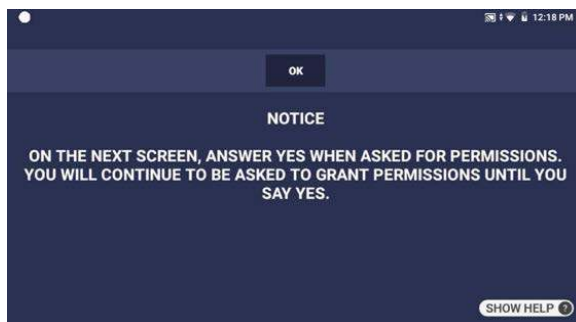 12:18 PM
OK
NOTICE
ON THE NEXT SCREEN, ANSWER YES WHEN ASKED FOR PERMISSIONS.
YOU WILL CONTINUE TO BE ASKED TO GRANT PERMISSIONS UNTIL YOU
SAY YES.
SHOW HELP ?